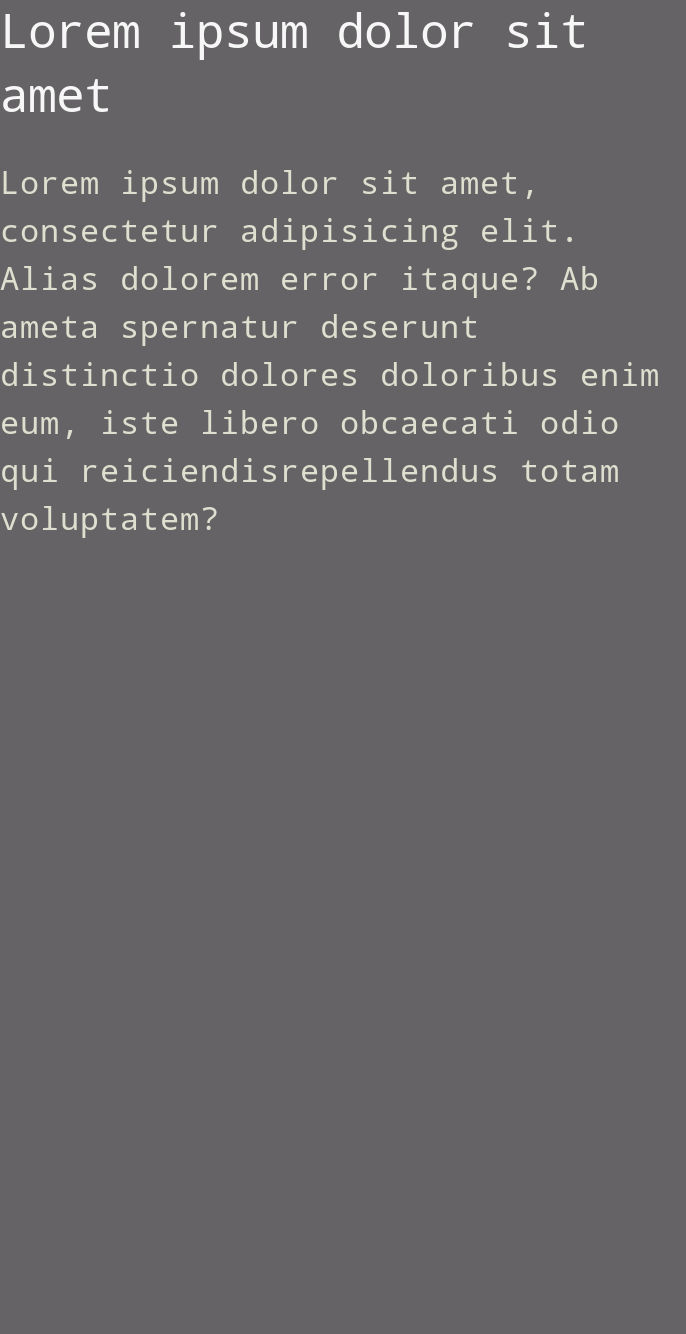 Lorem ipsum dolor sit
amet
Lorem ipsum dolor sit amet,
consectetur adipisicing elit.
Alias dolorem error itaque? Ab
ameta spernatur deserunt
distinctio dolores doloribus enim
eum, iste libero obcaecati odio
qui reiciendisrepellendus totam
voluptatem?